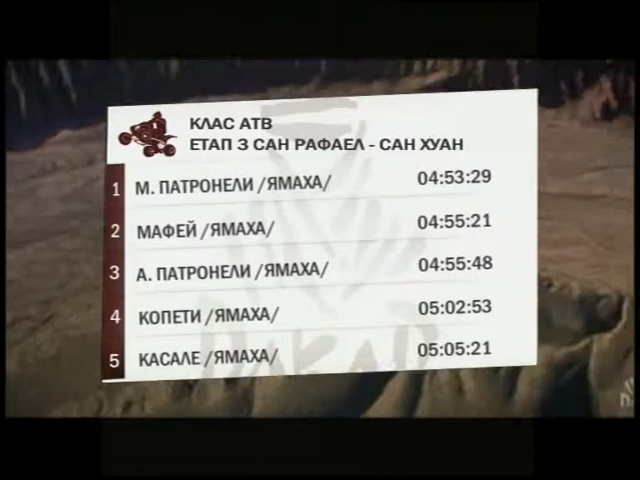 КЛАС АТВ
ЕТАП 3 САН РАФАЕЛ - САН ХУАН
1 М. ПАТРОНЕЛИ /ЯМАХА/ 04:53:29
2 МАФЕЙ /ЯМАХА/ 04:55:21
3 А. ПАТРОНЕЛИ /ЯМАХА/ 04:55:48
4 КОПЕТИ /ЯМАХА/ 05:02:53
5 КАСАЛЕ /ЯМАХА/ 05:05:21
DAKAR